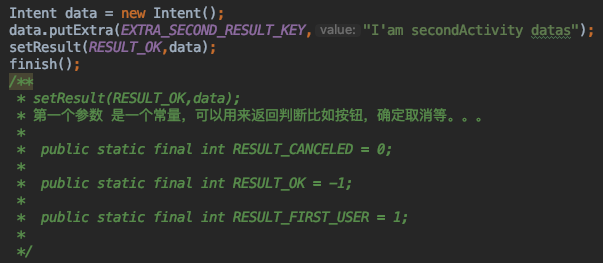 Intent data = new Intent();
data.putExtra(EXTRA_SECOND_RESULT_KEY, value: "I'am secondActivity datas");
setResult(RESULT_OK,data);
finish();
/**
* setResult(RESULT_OK,data);
* 第一个参数 是一个常量，可以用来返回判断比如按钮，确定取消等。。。
*
* public static final int RESULT_CANCELED = 0;
*
* public static final int RESULT_OK = -1;
*
* public static final int RESULT_FIRST_USER = 1;
*
*/